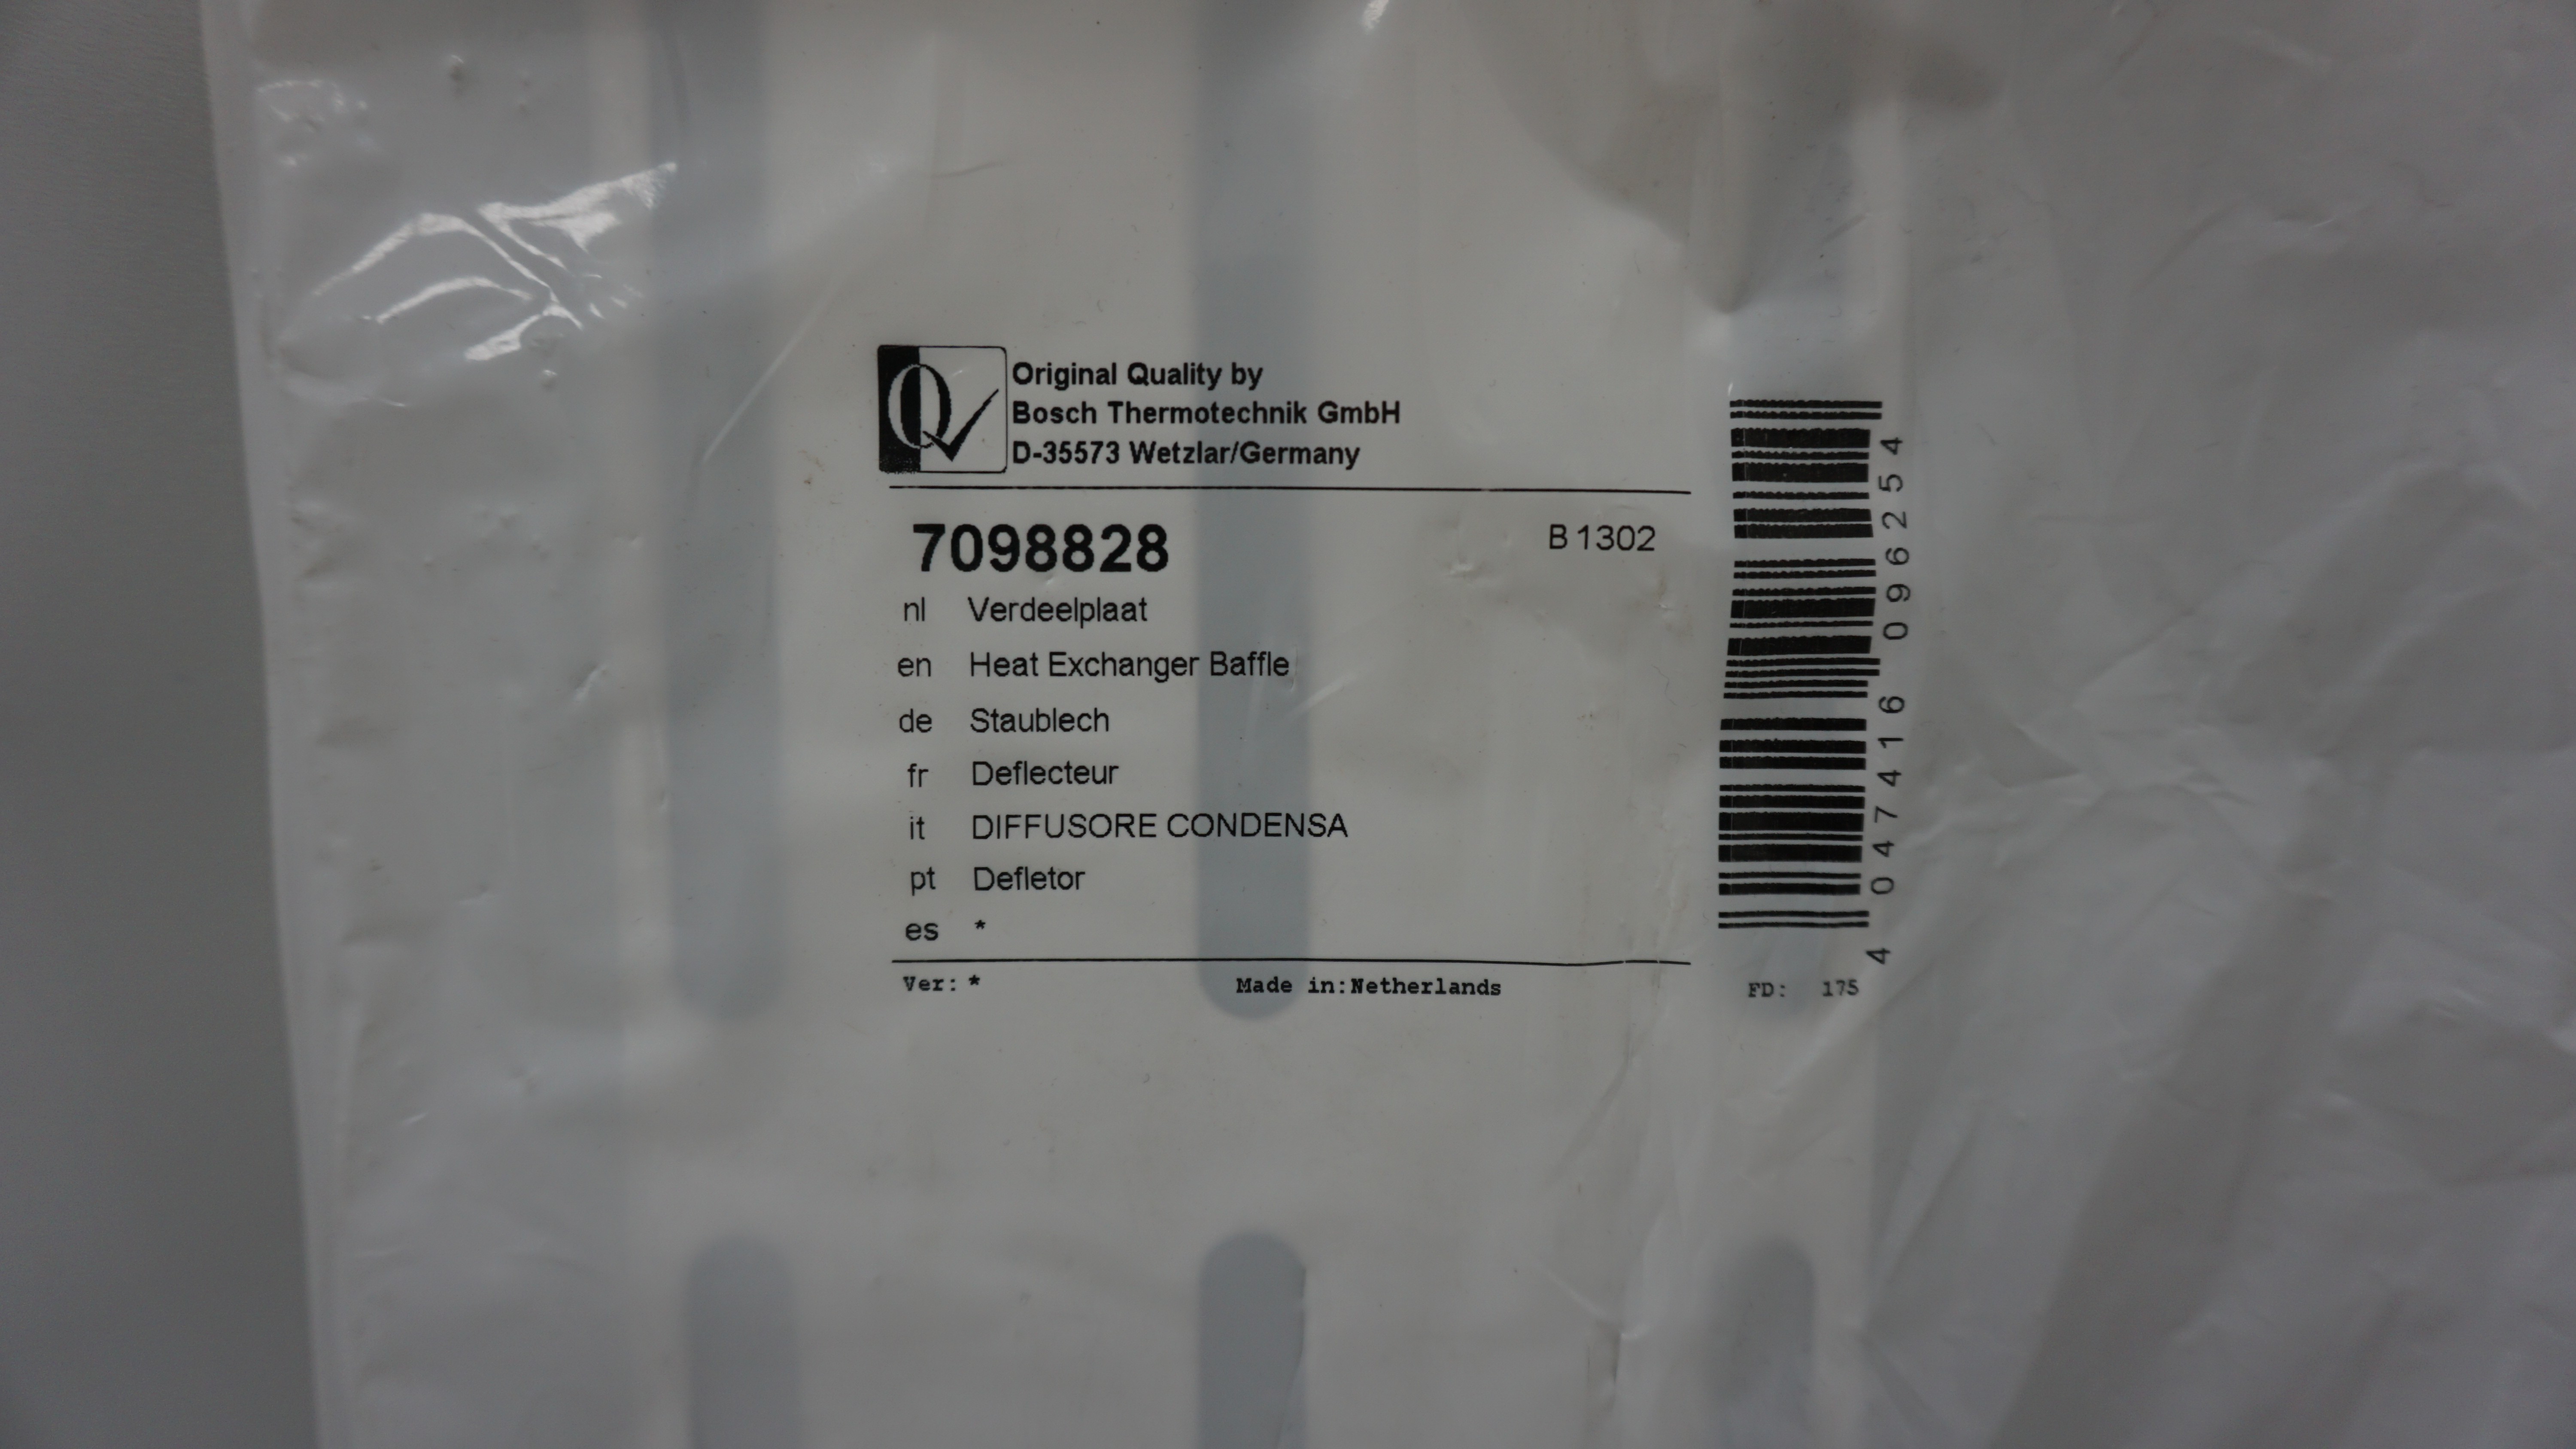 Q
Original Quality by
Bosch Thermotechnik GmbH
D-35573 Wetzlar/Germany
7098828
B 1302
nl Verdeelplaat
en Heat Exchanger Baffle
de Staublech
fr Deflecteur
it DIFFUSORE CONDENSA
pt Defletor
es *
Ver: *
Made in:Netherlands
FD: 175
4 047416 096254